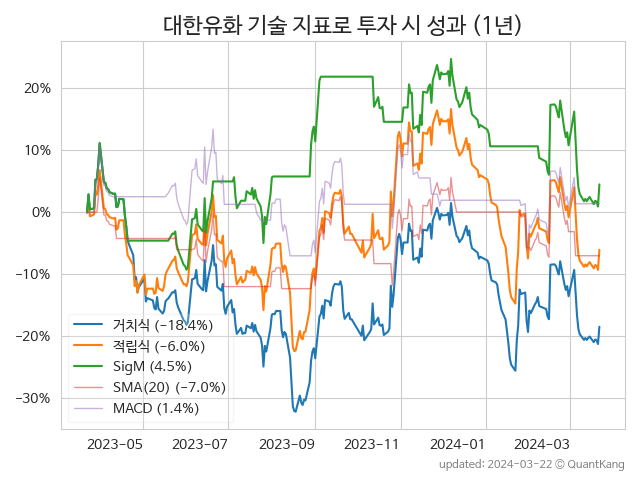 대한유화 기술 지표로 투자 시 성과 (1년)
20%
10%
0%
−10%
−20%
−30%
거치식 (−18.4%)
적립식 (−6.0%)
SigM (4.5%)
SMA(20) (−7.0%)
MACD (1.4%)
2023−05 2023−07 2023−09 2023−11 2024−01 2024−03
updated: 2024−03−22 © QuantKang